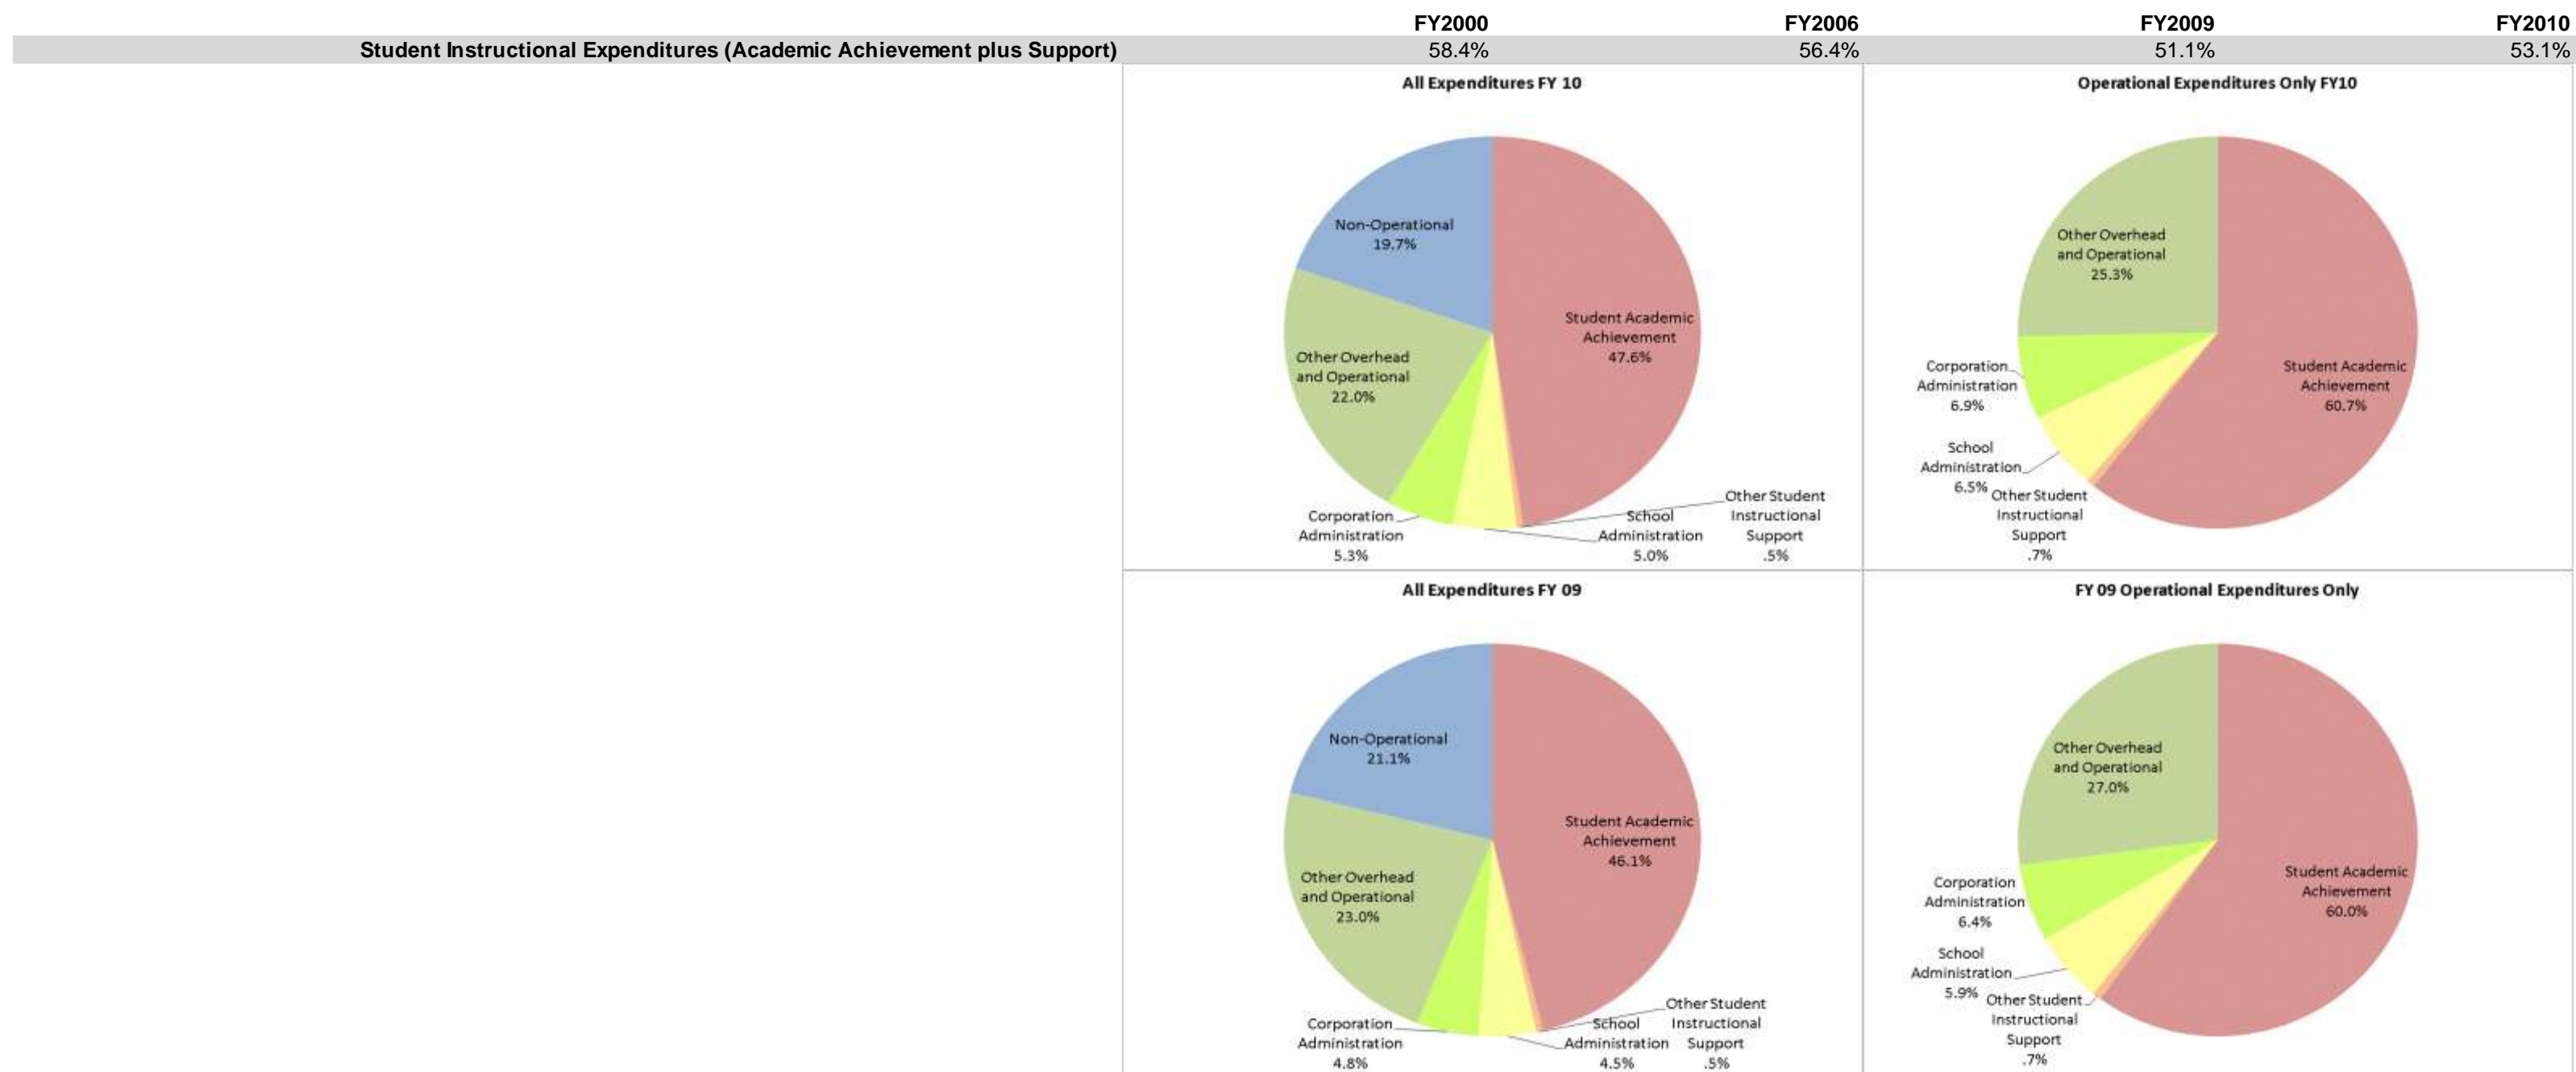 FY2000 FY2006 FY2009 FY2010
Student Instructional Expenditures (Academic Achievement plus Support) 58.4% 56.4% 51.1% 53.1%
All Expenditures FY 10
Non-Operational
19.7%
Student Academic
Achievement
47.6%
Other Overhead
and Operational
22.0%
Corporation
Administration
5.3%
School
Administration
5.0%
Other Student
Instructional
Support
.5%
Operational Expenditures Only FY10
Other Overhead
and Operational
25.3%
Student Academic
Achievement
60.7%
Corporation
Administration
6.9%
School
Administration
6.5%
Other Student
Instructional
Support
.7%
All Expenditures FY 09
Non-Operational
21.1%
Student Academic
Achievement
46.1%
Other Overhead
and Operational
23.0%
Corporation
Administration
4.8%
School
Administration
4.5%
Other Student
Instructional
Support
.5%
FY 09 Operational Expenditures Only
Other Overhead
and Operational
27.0%
Student Academic
Achievement
60.0%
Corporation
Administration
6.4%
School
Administration
5.9%
Other Student
Instructional
Support
.7%